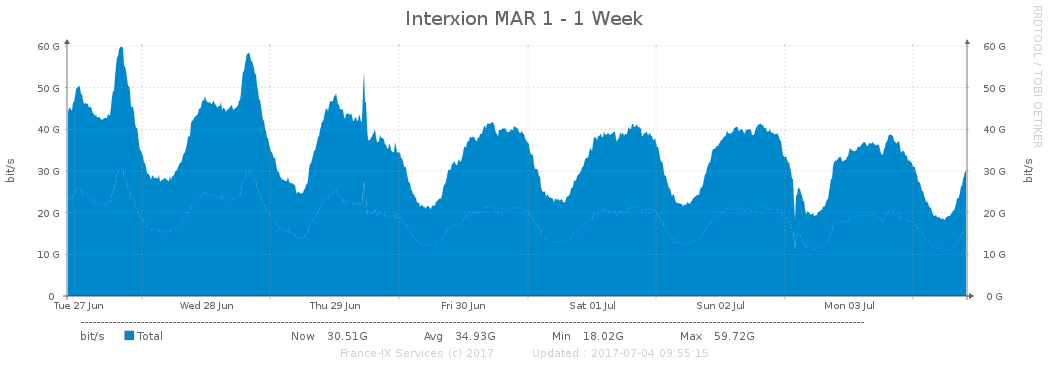 Interxion MAR 1 - 1 Week
RRDTOOL / TOBI OETIKER
bit/s
60 G
50 G
40 G
30 G
20 G
10 G
0
60 G
50 G
40 G
30 G
20 G
10 G
0 G
bit/s
Tue 27 Jun Wed 28 Jun Thu 29 Jun Fri 30 Jun Sat 01 Jul Sun 02 Jul Mon 03 Jul
bit/s Total Now 30.51G Avg 34.93G Min 18.02G Max 59.72G
France-IX Services (c) 2017 Updated : 2017-07-04 09:55:15